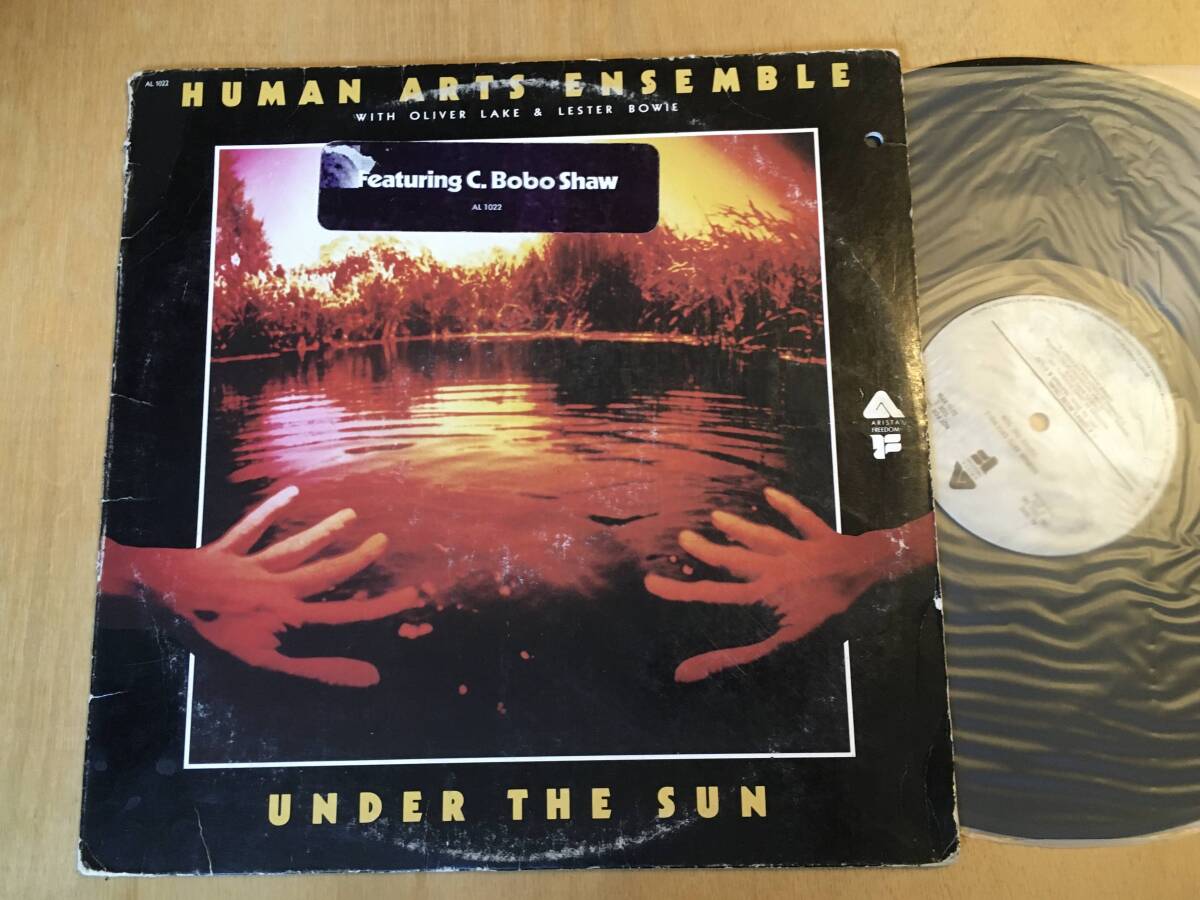 AL 1022
HUMAN ARTS ENSEMBLE
WITH OLIVER LAKE & LESTER BOWIE
Featuring C. Bobo Shaw
AL 1022
ARISTA
FREEDOM
UNDER THE SUN